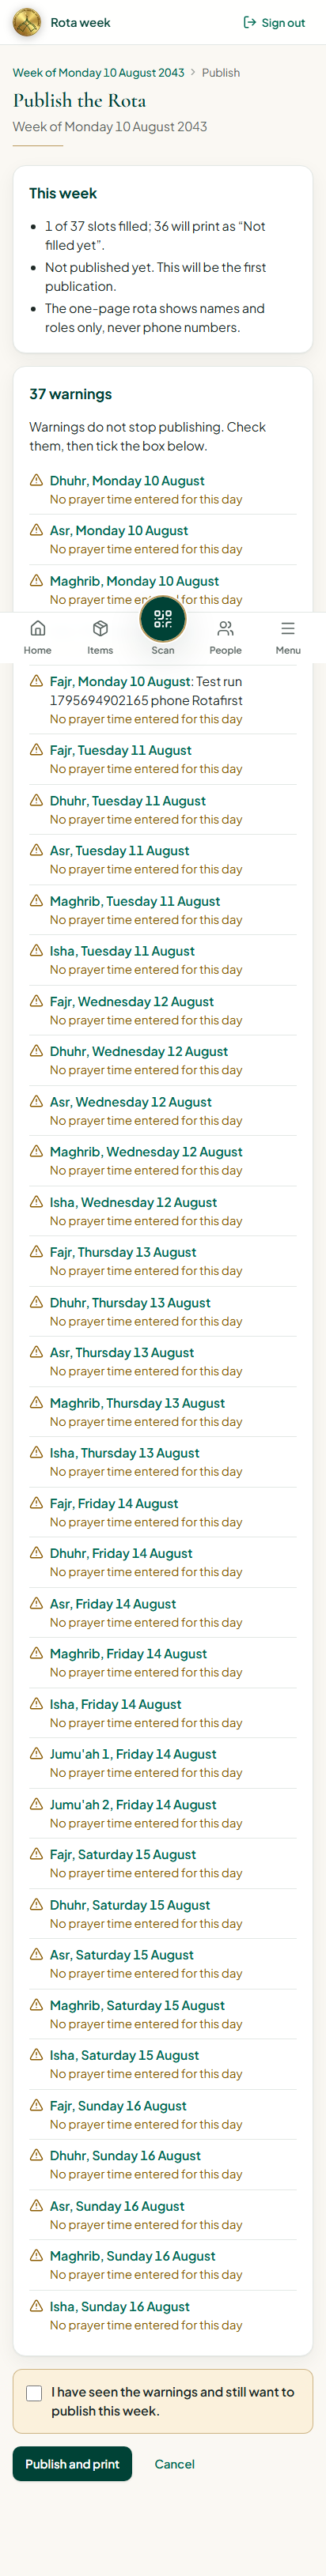 Rota week
Sign out
Week of Monday 10 August 2043 > Publish
Publish the Rota
Week of Monday 10 August 2043
This week
• 1 of 37 slots filled; 36 will print as “Not
filled yet”.
• Not published yet. This will be the first
publication.
• The one-page rota shows names and
roles only, never phone numbers.
37 warnings
Warnings do not stop publishing. Check
them, then tick the box below.
Dhuhr, Monday 10 August
No prayer time entered for this day
Asr, Monday 10 August
No prayer time entered for this day
Maghrib, Monday 10 August
No prayer time for this day
Home
Items
Scan
People
Menu
Fajr, Monday 10 August: Test run
1795694902165 phone Rotafirst
No prayer time entered for this day
Fajr, Tuesday 11 August
No prayer time entered for this day
Dhuhr, Tuesday 11 August
No prayer time entered for this day
Asr, Tuesday 11 August
No prayer time entered for this day
Maghrib, Tuesday 11 August
No prayer time entered for this day
Isha, Tuesday 11 August
No prayer time entered for this day
Fajr, Wednesday 12 August
No prayer time entered for this day
Dhuhr, Wednesday 12 August
No prayer time entered for this day
Asr, Wednesday 12 August
No prayer time entered for this day
Maghrib, Wednesday 12 August
No prayer time entered for this day
Isha, Wednesday 12 August
No prayer time entered for this day
Fajr, Thursday 13 August
No prayer time entered for this day
Dhuhr, Thursday 13 August
No prayer time entered for this day
Asr, Thursday 13 August
No prayer time entered for this day
Maghrib, Thursday 13 August
No prayer time entered for this day
Isha, Thursday 13 August
No prayer time entered for this day
Fajr, Friday 14 August
No prayer time entered for this day
Dhuhr, Friday 14 August
No prayer time entered for this day
Asr, Friday 14 August
No prayer time entered for this day
Maghrib, Friday 14 August
No prayer time entered for this day
Isha, Friday 14 August
No prayer time entered for this day
Jumu'ah 1, Friday 14 August
No prayer time entered for this day
Jumu'ah 2, Friday 14 August
No prayer time entered for this day
Fajr, Saturday 15 August
No prayer time entered for this day
Dhuhr, Saturday 15 August
No prayer time entered for this day
Asr, Saturday 15 August
No prayer time entered for this day
Maghrib, Saturday 15 August
No prayer time entered for this day
Isha, Saturday 15 August
No prayer time entered for this day
Fajr, Sunday 16 August
No prayer time entered for this day
Dhuhr, Sunday 16 August
No prayer time entered for this day
Asr, Sunday 16 August
No prayer time entered for this day
Maghrib, Sunday 16 August
No prayer time entered for this day
Isha, Sunday 16 August
No prayer time entered for this day
I have seen the warnings and still want to
publish this week.
Publish and print
Cancel